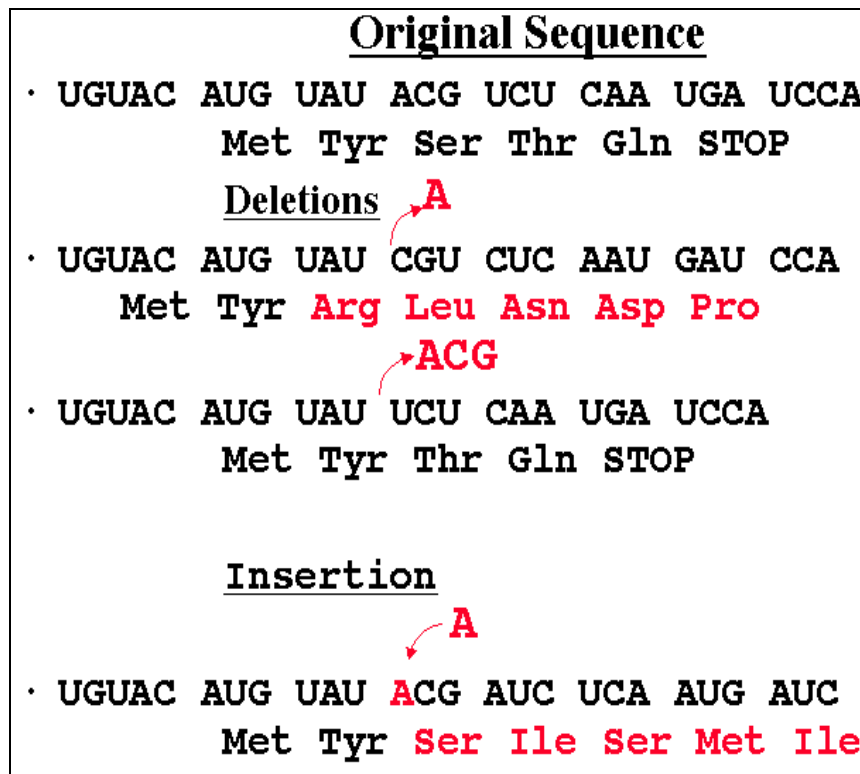 Original Sequence
· UGUAC AUG UAU ACG UCU CAA UGA UCCA
Met Tyr Ser Thr Gln STOP
Deletions A
· UGUAC AUG UAU CGU CUC AAU GAU CCA
Met Tyr Arg Leu Asn Asp Pro
ACG
· UGUAC AUG UAU UCU CAA UGA UCCA
Met Tyr Thr Gln STOP
Insertion
A
· UGUAC AUG UAU ACG AUC UCA AUG AUC
Met Tyr Ser Ile Ser Met Ile